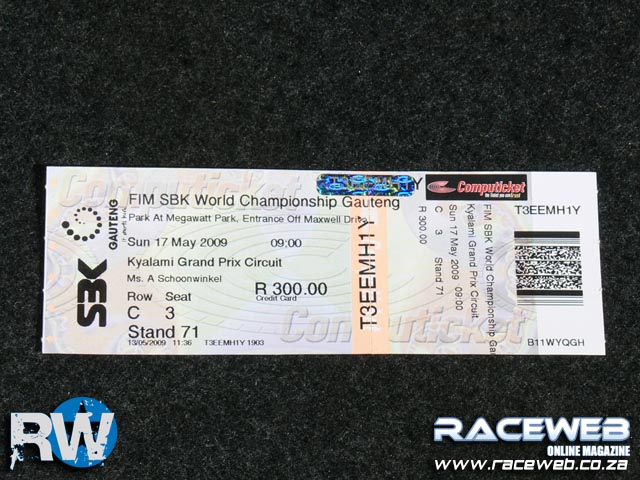 Computicket
FIM SBK World Championship Gauteng
Park At Megawatt Park, Entrance Off Maxwell Drive
Sun 17 May 2009 09:00
Kyalami Grand Prix Circuit
Ms. A Schoonwinkel
R 300.00
Row Seat Credit Card
C 3
Stand 71
13/05/2009 11:36 T3EEMH1Y 1903
GAUTENG
SBK
Computicket
T3EEMH1Y
Computicket
FIM SBK World Championship Ga
Kyalami Grand Prix Circuit
Sun 17 May 2009 09:00
C 3 Stand 71
R 300.00
T3EEMH1Y
B11WYQGH
RW
RACEWEB
ONLINE MAGAZINE
www.raceweb.co.za